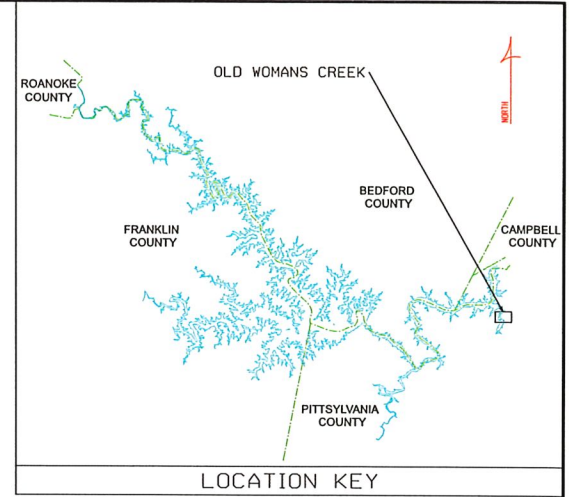 OLD WOMANS CREEK
ROANOKE
COUNTY
NORTH
BEDFORD
COUNTY
FRANKLIN
COUNTY
CAMPBELL
COUNTY
PITTSYLVANIA
COUNTY
LOCATION KEY